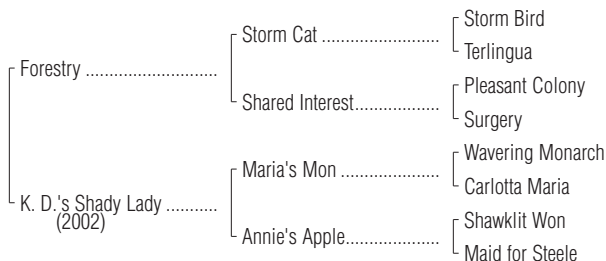 Storm Bird
Storm Cat ...........................
Terlingua
Forestry ..............................
Pleasant Colony
Shared Interest...................
Surgery
Wavering Monarch
Maria's Mon ......................
Carlotta Maria
K. D.'s Shady Lady ...........
(2002)
Shawklit Won
Annie's Apple.....................
Maid for Steele